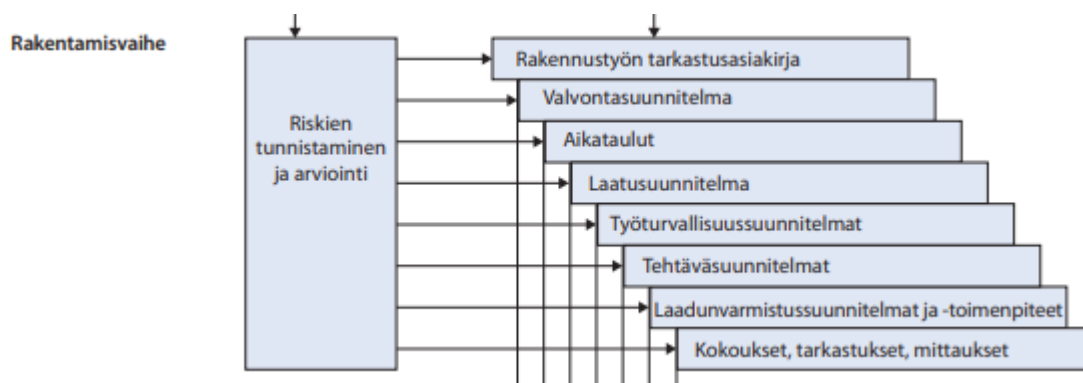 Rakentamisvaihe
Riskien
tunnistaminen
ja arviointi
Rakennustyön tarkastusasiakirja
Valvontasuunnitelma
Aikataulut
Laatusuunnitelma
Työturvallisuussuunnitelmat
Tehtäväsuunnitelmat
Laadunvarmistussuunnitelmat ja -toimenpiteet
Kokoukset, tarkastukset, mittaukset